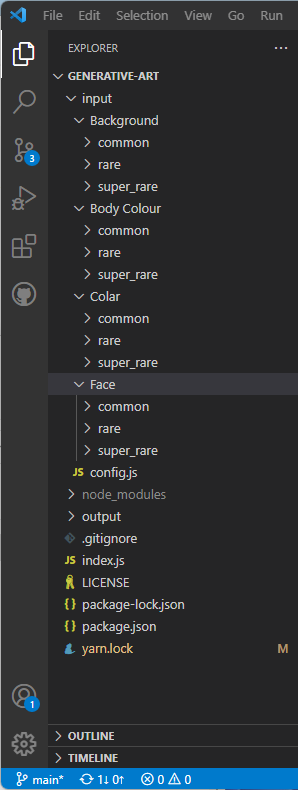 File Edit View Go Run
EXPLORER ...
GENERATIVE-ART
input
Background
common
rare
super_rare
Body Colour
common
rare
super_rare
Colar
common
rare
super_rare
Face
common
rare
super_rare
JS config.js
node_modules
output
.gitignore
JS index.js
LICENSE
{} package-lock.json
{} package.json
yarn.lock M
OUTLINE
TIMELINE
main* 1↓ 0↑ 0 0
3
1